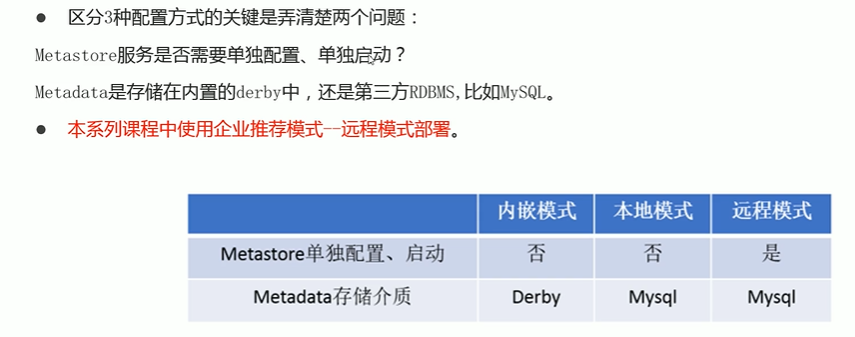 ● 区分3种配置方式的关键是弄清楚两个问题：
Metastore服务是否需要单独配置、单独启动？
Metadata是存储在内置的derby中，还是第三方RDBMS,比如MySQL。
● 本系列课程中使用企业推荐模式--远程模式部署。
内嵌模式 本地模式 远程模式
Metastore单独配置、启动 否 否 是
Metadata存储介质 Derby Mysql Mysql